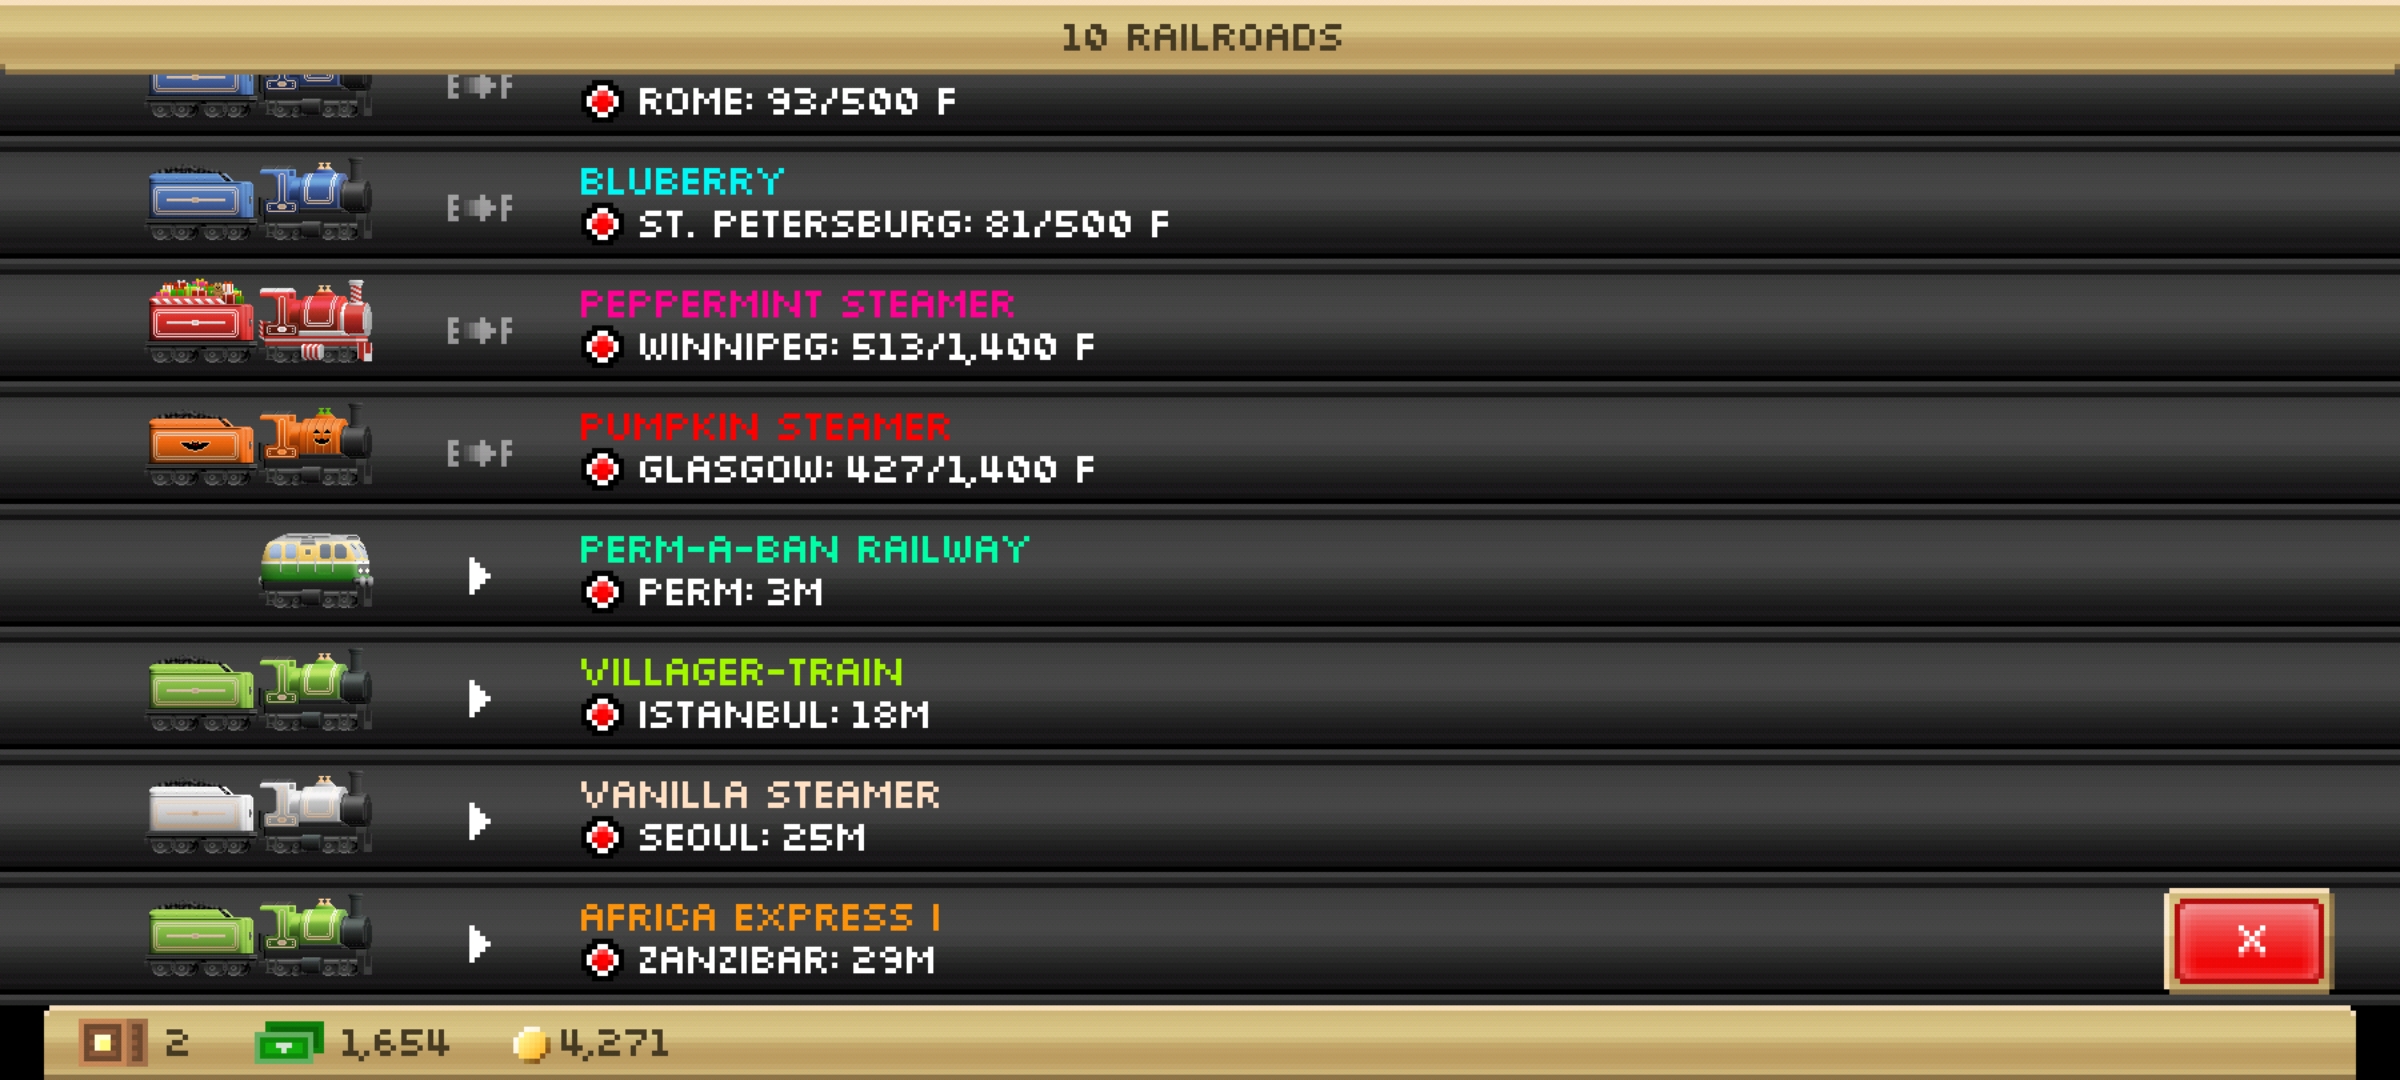 10 RAILROADS
E F
ROME: 93/500 F
BLUBERRY
E F
ST. PETERSBURG: 81/500 F
PEPPERMINT STEAMER
E F
WINNIPEG: 513/1,400 F
PUMPKIN STEAMER
E F
GLASGOW: 427/1,400 F
PERM-A-BAN RAILWAY
PERM: 3M
VILLAGER-TRAIN
ISTANBUL: 18M
VANILLA STEAMER
SEOUL: 25M
AFRICA EXPRESS I
ZANZIBAR: 29M
X
2 1,654 4,271